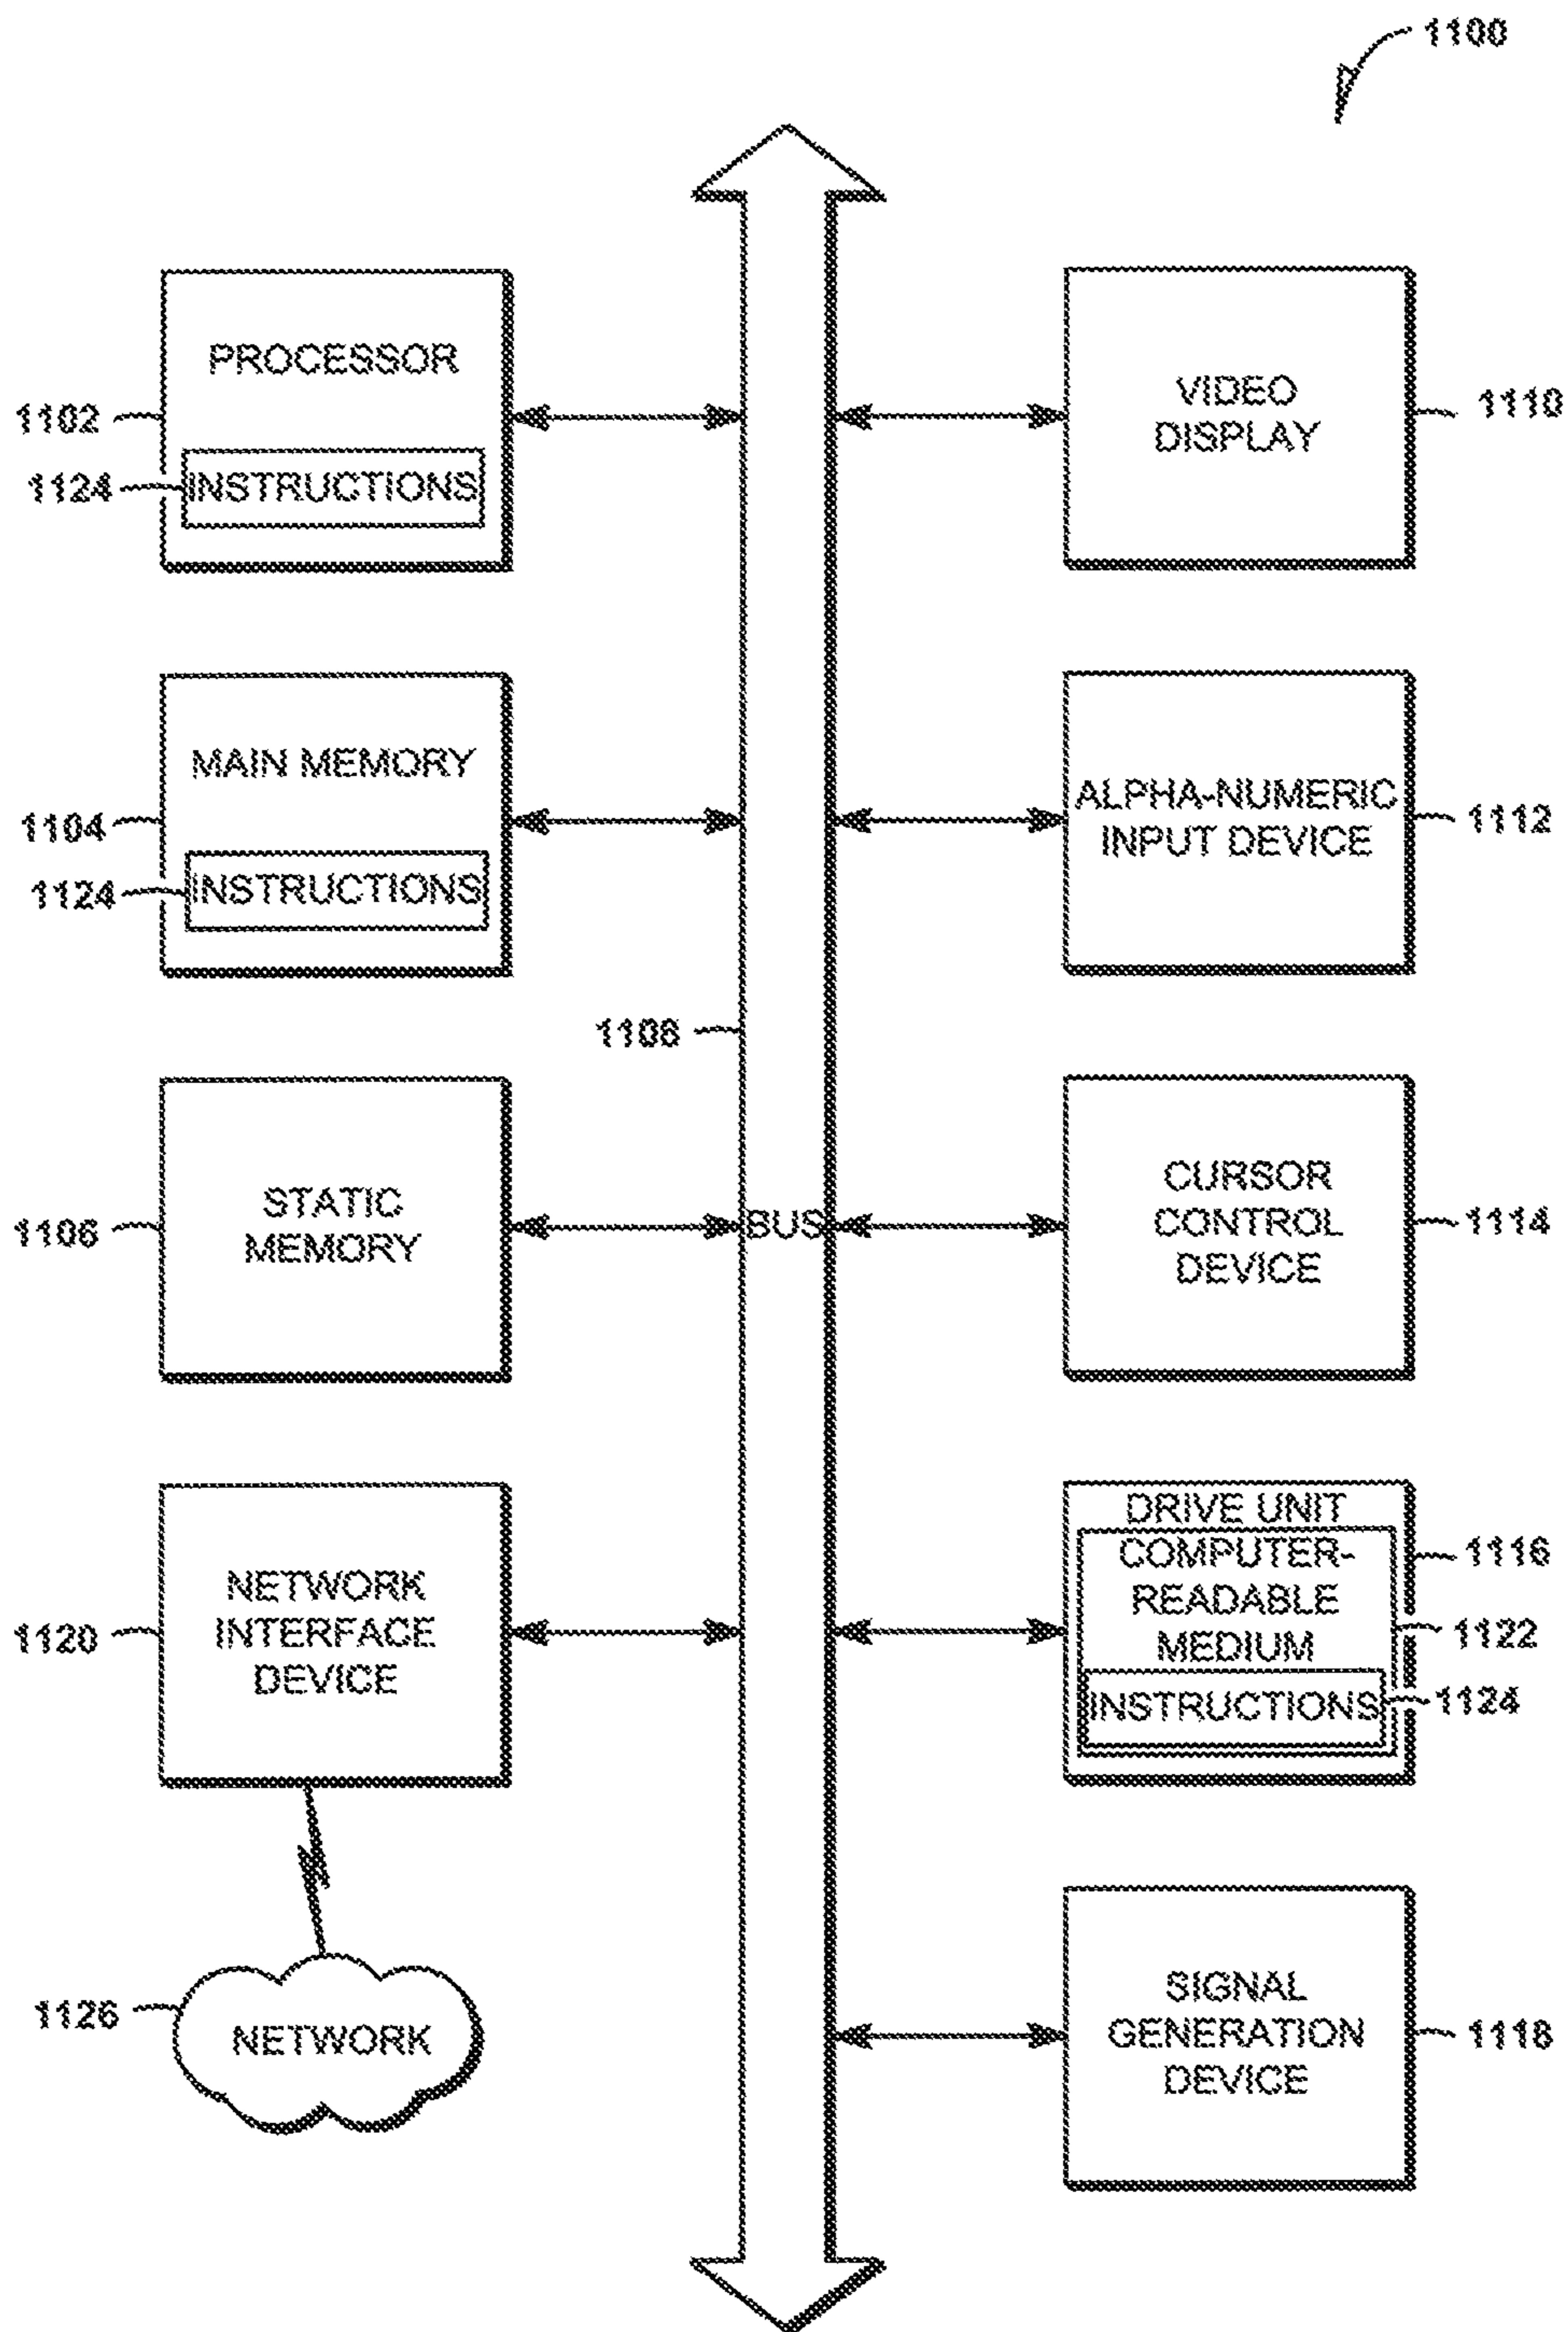 1100
PROCESSOR
1102
1124
INSTRUCTIONS
VIDEO
DISPLAY
1110
MAIN MEMORY
1104
1124
INSTRUCTIONS
ALPHA-NUMERIC
INPUT DEVICE
1112
1108
STATIC
MEMORY
1106
BUS
CURSOR
CONTROL
DEVICE
1114
NETWORK
INTERFACE
DEVICE
1120
DRIVE UNIT
COMPUTER-
READABLE
MEDIUM
INSTRUCTIONS
1116
1122
1124
1126
NETWORK
SIGNAL
GENERATION
DEVICE
1118